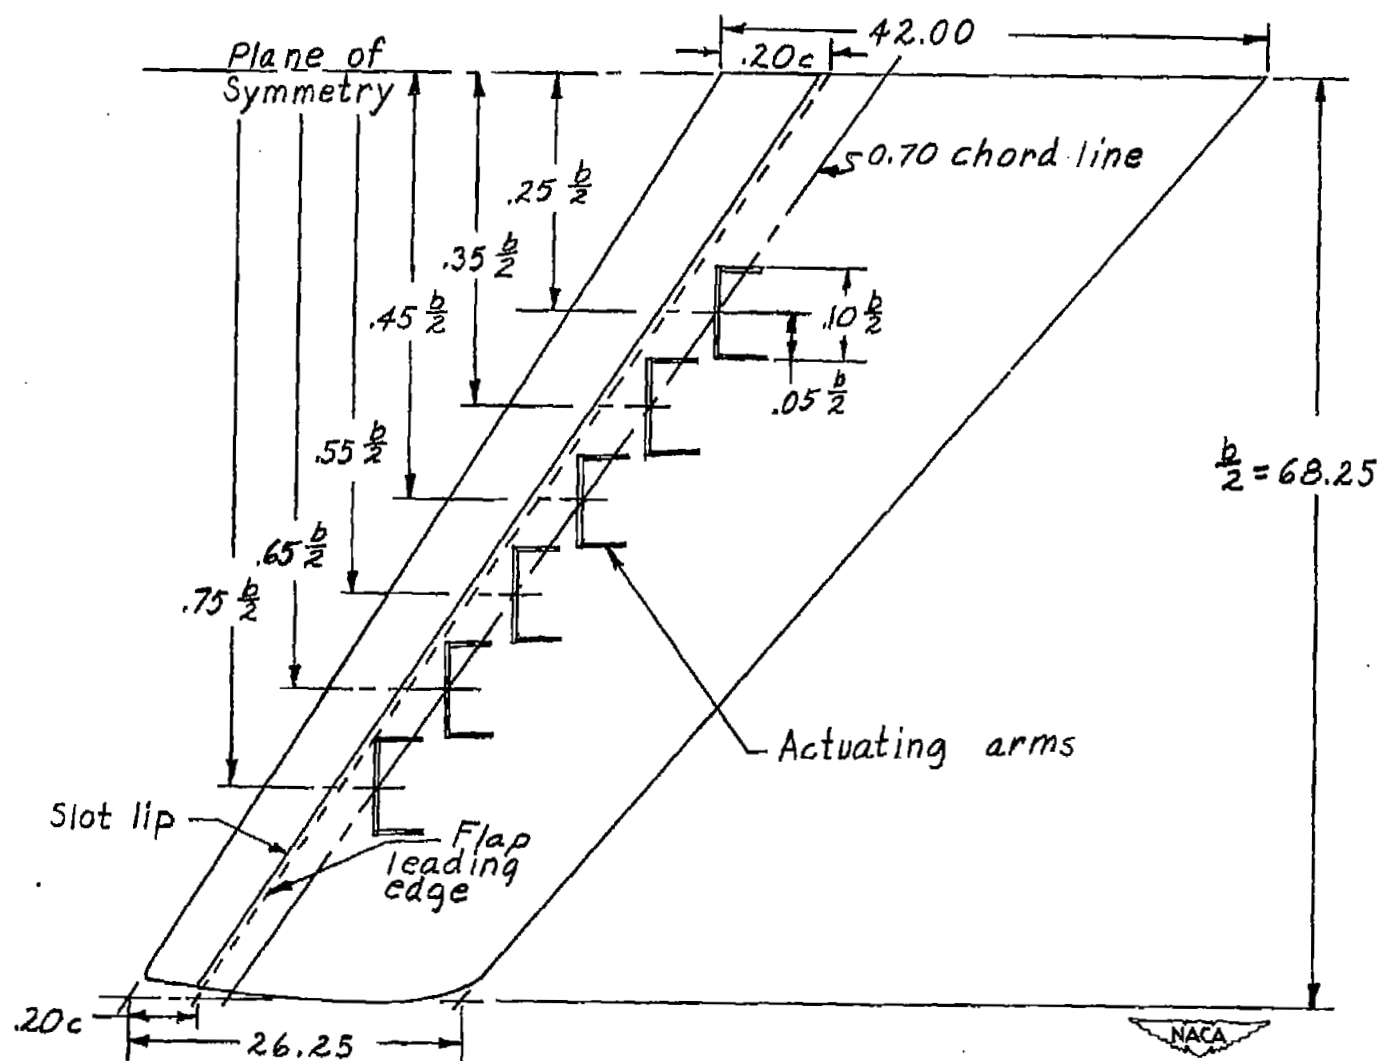 42.00
.20c
Plane of
Symmetry
0.70 chord line
.25 b/2
.35 b/2
.45 b/2
.10 b/2
.05 b/2
.55 b/2
b/2 = 68.25
.65 b/2
.75 b/2
Actuating arms
Slot lip
Flap
leading
edge
.20c
26.25
NACA